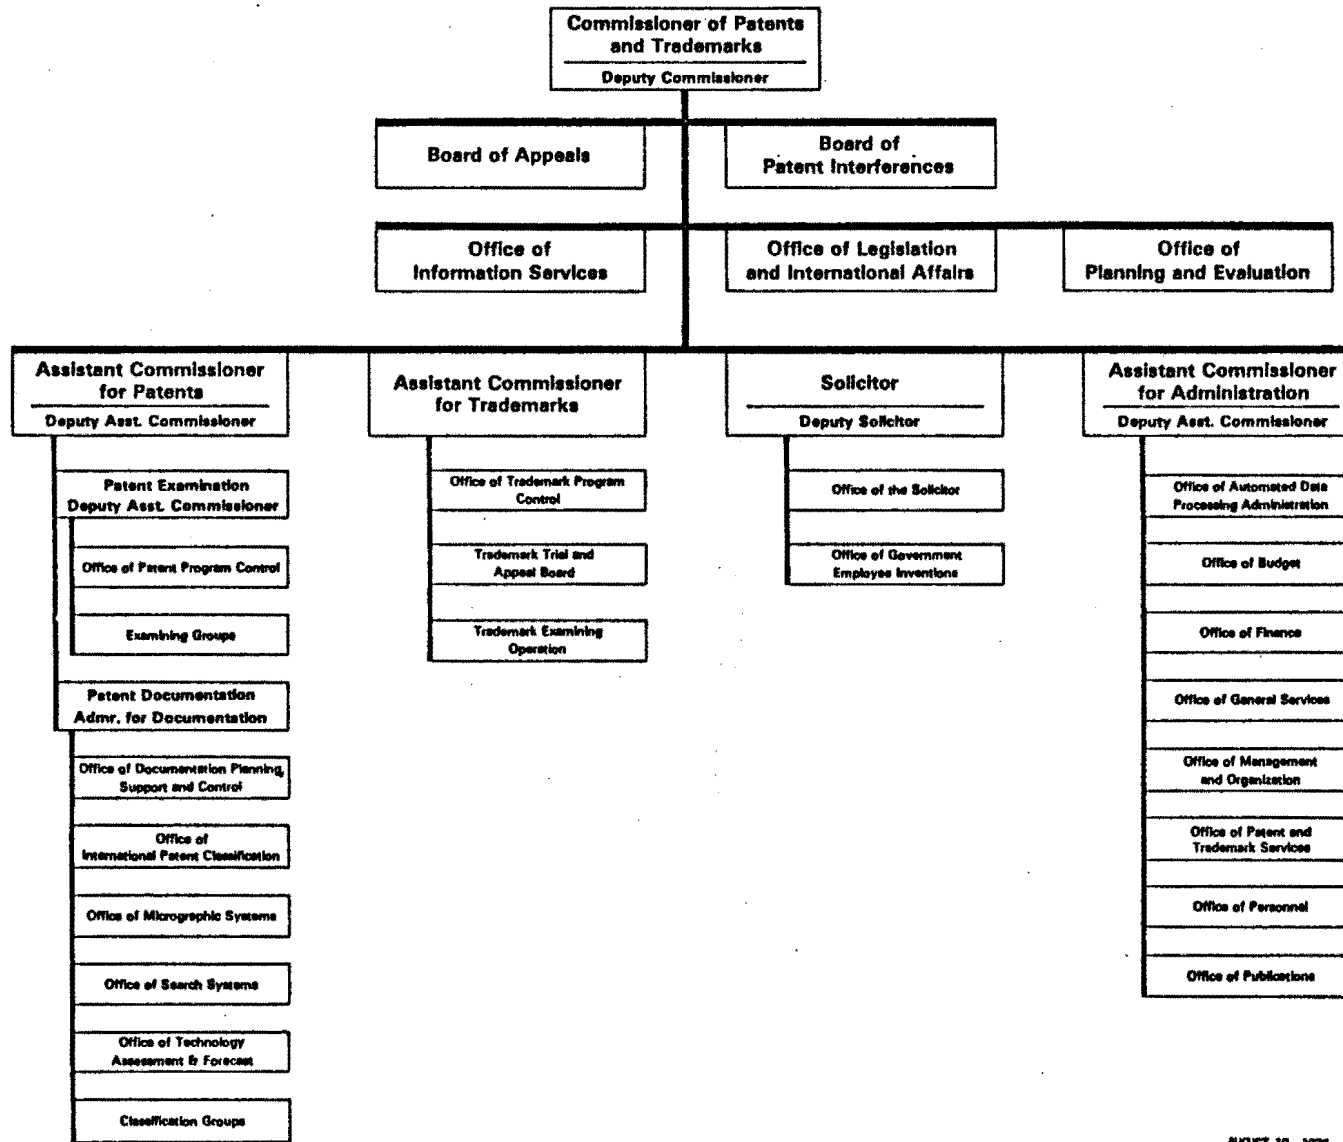 Commissioner of Patents
and Trademarks
Deputy Commissioner
Board of Appeals
Board of
Patent Interferences
Office of
Information Services
Office of Legislation
and International Affairs
Office of
Planning and Evaluation
Assistant Commissioner
for Patents
Deputy Asst. Commissioner
Patent Examination
Deputy Asst. Commissioner
Office of Patent Program Control
Examining Groups
Patent Documentation
Admr. for Documentation
Office of Documentation Planning,
Support and Control
Office of
International Patent Classification
Office of Micrographic Systems
Office of Search Systems
Office of Technology
Assessment & Forecast
Classification Groups
Assistant Commissioner
for Trademarks
Office of Trademark Program
Control
Trademark Trial and
Appeal Board
Trademark Examining
Operation
Solicitor
Deputy Solicitor
Office of the Solicitor
Office of Government
Employee Inventions
Assistant Commissioner
for Administration
Deputy Asst. Commissioner
Office of Automated Data
Processing Administration
Office of Budget
Office of Finance
Office of General Services
Office of Management
and Organization
Office of Patent and
Trademark Services
Office of Personnel
Office of Publications
AUGUST